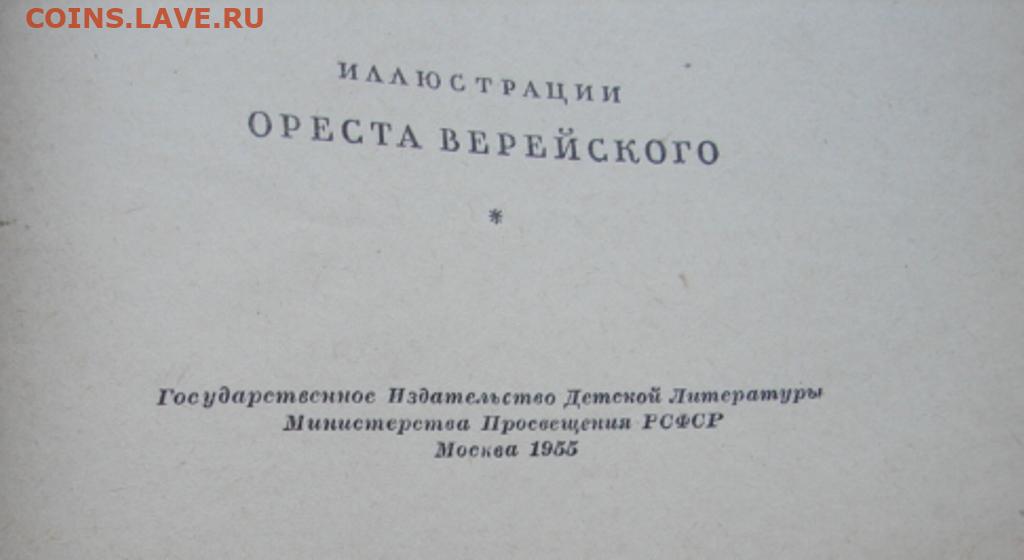 COINS.LAVE.RU
ИЛЛЮСТРАЦИИ
ОРЕСТА ВЕРЕЙСКОГО
*
Государственное Издательство Детской Литературы
Министерства Просвещения РСФСР
Москва 1955